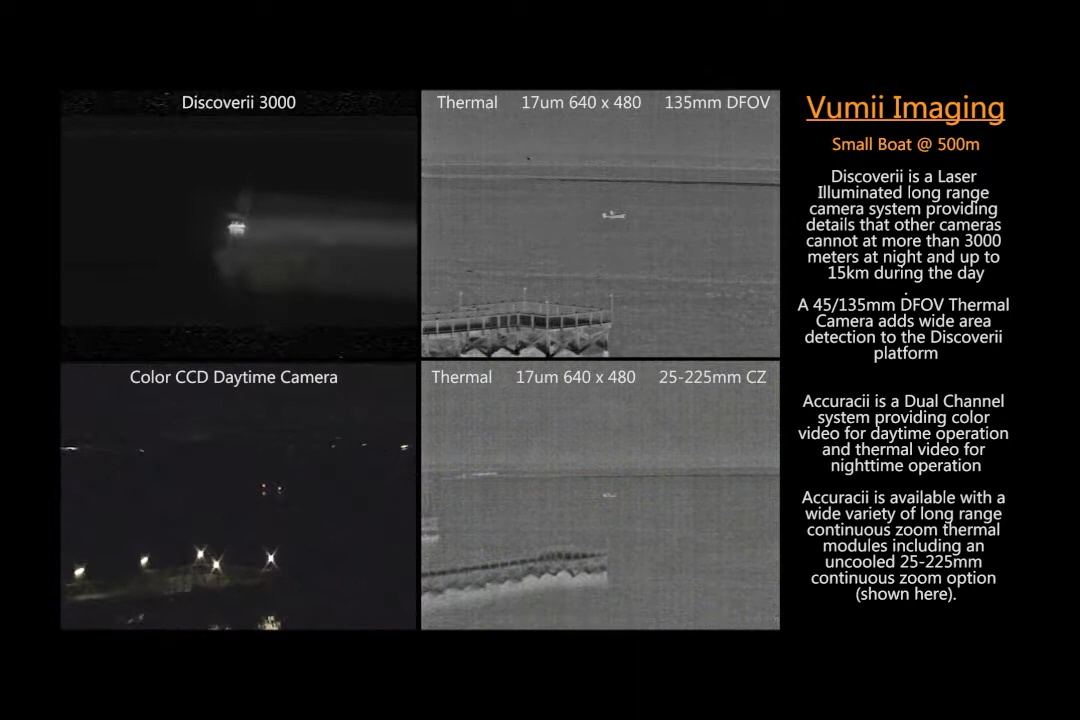 Discoverii 3000
Thermal 17um 640 x 480 135mm DFOV
Color CCD Daytime Camera
Thermal 17um 640 x 480 25-225mm CZ
Vumii Imaging
Small Boat @ 500m
Discoverii is a Laser
Illuminated long range
camera system providing
details that other cameras
cannot at more than 3000
meters at night and up to
15km during the day
.
A 45/135mm DFOV Thermal
Camera adds wide area
detection to the Discoverii
platform
Accuracii is a Dual Channel
system providing color
video for daytime operation
and thermal video for
nighttime operation
Accuracii is available with a
wide variety of long range
continuous zoom thermal
modules including an
uncooled 25-225mm
continuous zoom option
(shown here).